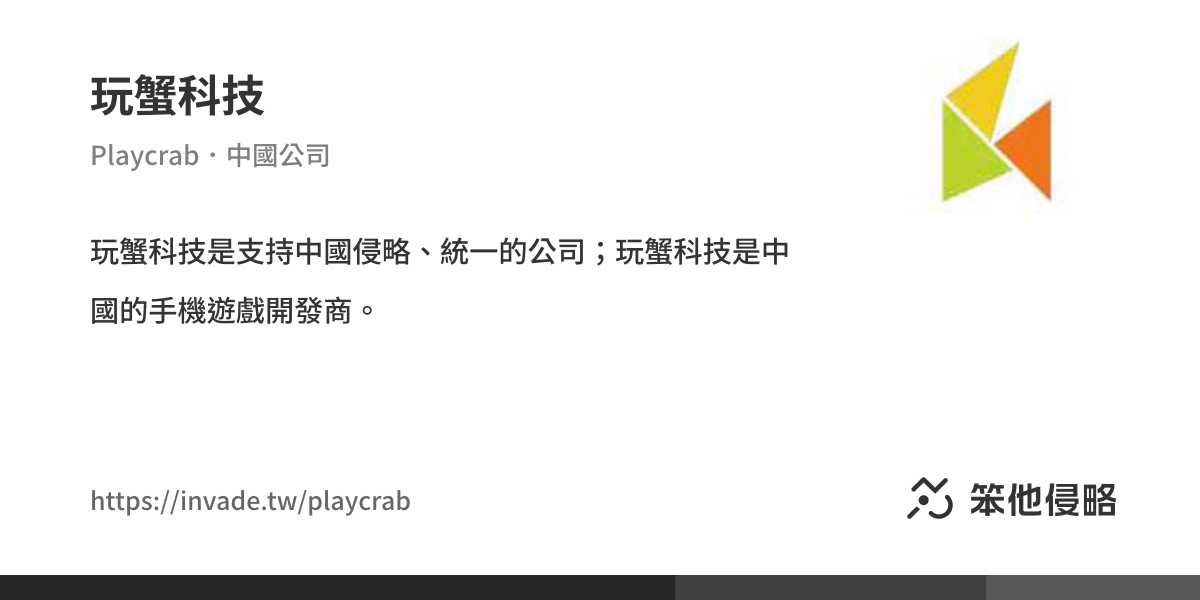 玩蟹科技
Playcrab・中國公司
玩蟹科技是支持中國侵略、統一的公司；玩蟹科技是中
國的手機遊戲開發商。
https://invade.tw/playcrab
笨他侵略